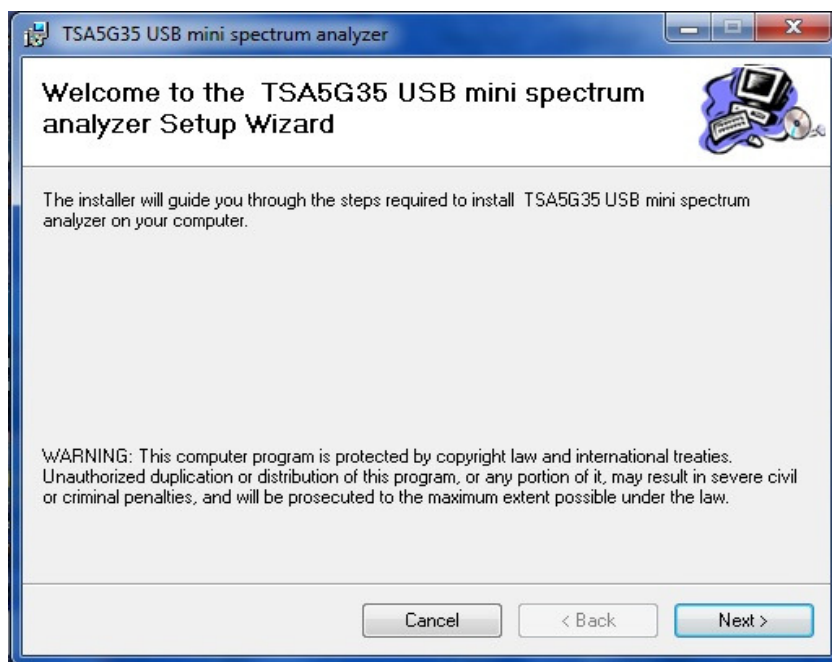 TSA5G35 USB mini spectrum analyzer
Welcome to the  TSA5G35 USB mini spectrum
analyzer Setup Wizard
The installer will guide you through the steps required to install  TSA5G35 USB mini spectrum
analyzer on your computer.
WARNING: This computer program is protected by copyright law and international treaties.
Unauthorized duplication or distribution of this program, or any portion of it, may result in severe civil
or criminal penalties, and will be prosecuted to the maximum extent possible under the law.
Cancel < Back Next >